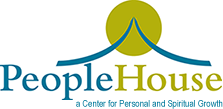 PeopleHouse
a Center for Personal and Spiritual Growth